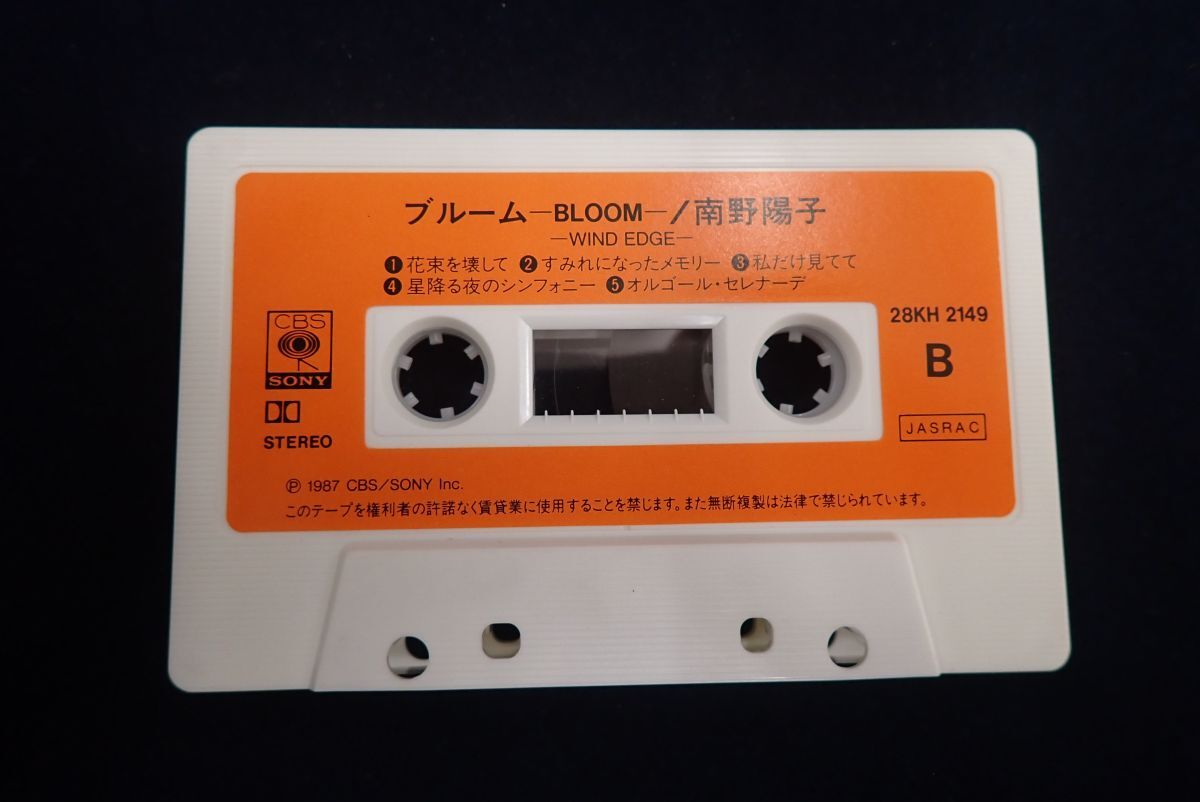 ブルーム—BLOOM—/南野陽子
—WIND EDGE—
❶花束を壊して ❷すみれになったメモリー ❸私だけ見てて
❹星降る夜のシンフォニー ❺オルゴール・セレナーデ
CBS
SONY
STEREO
28KH 2149
B
JASRAC
Ⓟ 1987 CBS/SONY Inc.
このテープを権利者の許諾なく賃貸業に使用することを禁じます。また無断複製は法律で禁じられています。